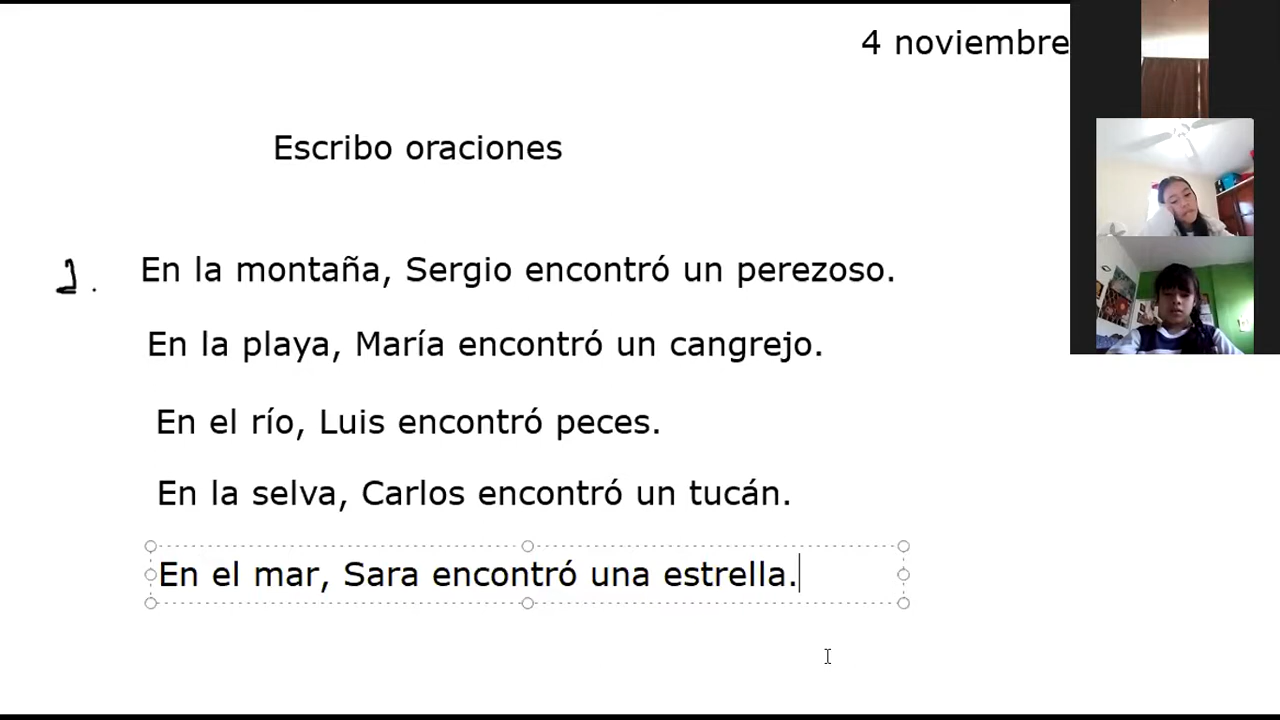 4 noviembre
Escribo oraciones
1. En la montaña, Sergio encontró un perezoso.
En la playa, María encontró un cangrejo.
En el río, Luis encontró peces.
En la selva, Carlos encontró un tucán.
En el mar, Sara encontró una estrella.